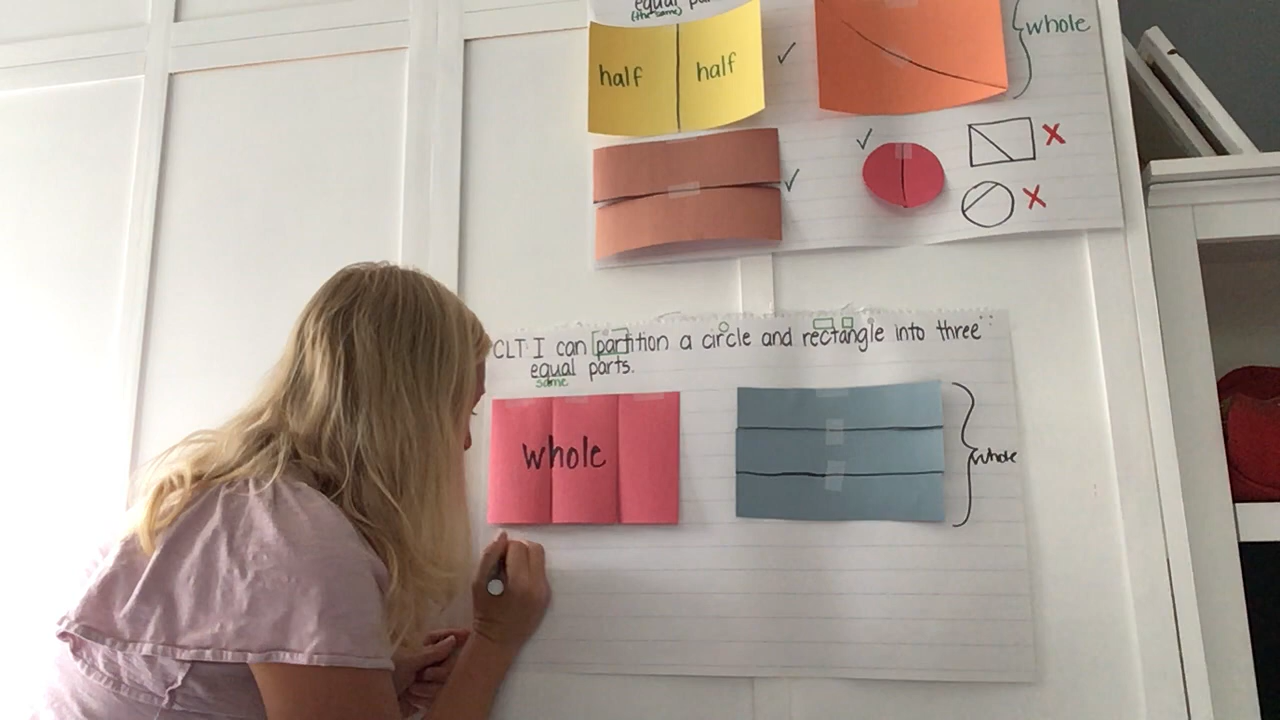 equal
(the same)
half half
whole
CLT: I can partition a circle and rectangle into three
equal parts.
same
whole
whole